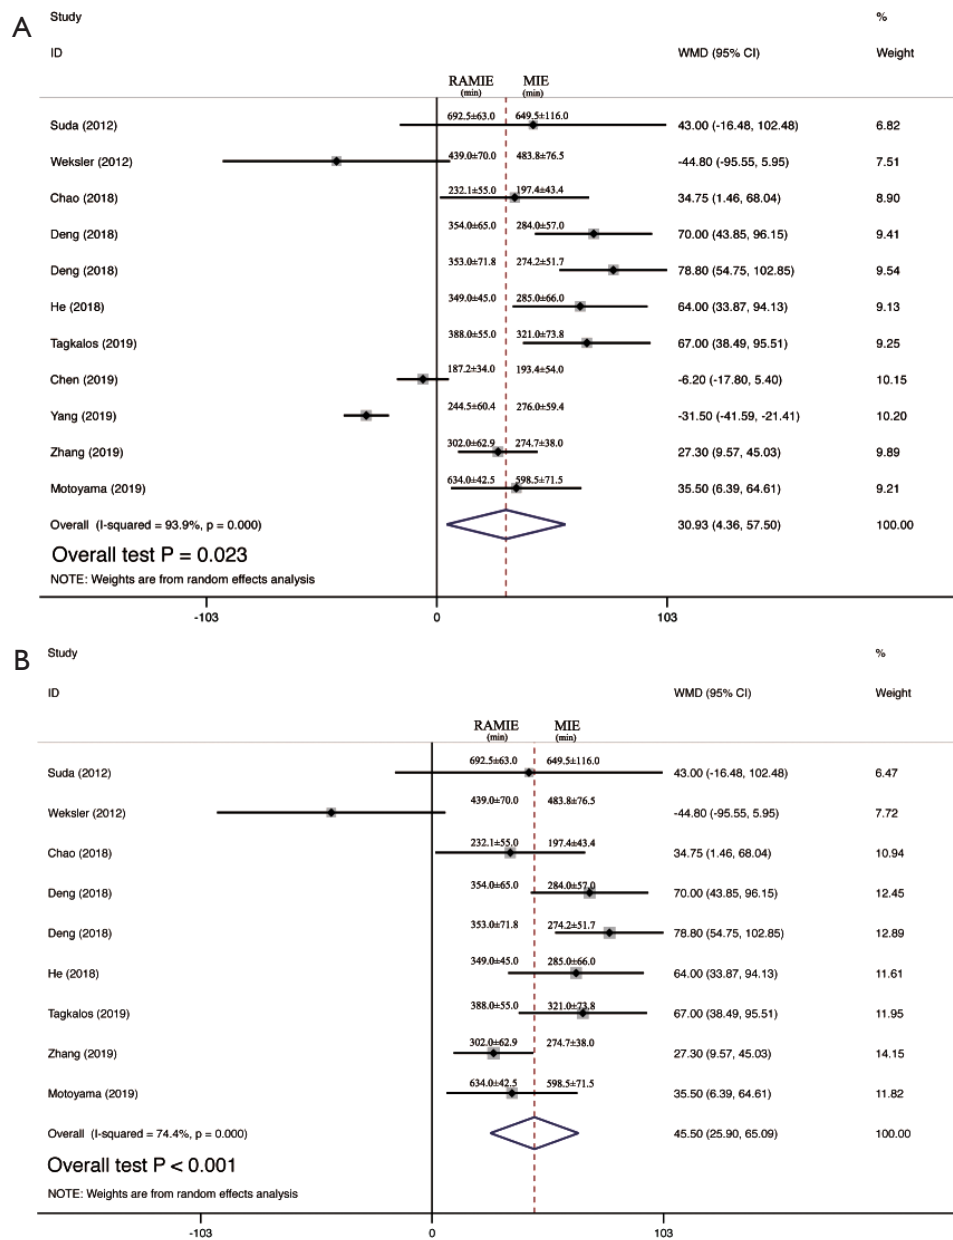 A
Study %
ID WMD (95% CI) Weight
RAMIE MIE
(min) (min)
Suda (2012) 692.5±63.0 649.5±116.0 43.00 (-16.48, 102.48) 6.82
Weksler (2012) 439.0±70.0 483.8±76.5 -44.80 (-95.55, 5.95) 7.51
Chao (2018) 232.1±55.0 197.4±43.4 34.75 (1.46, 68.04) 8.90
Deng (2018) 354.0±65.0 284.0±57.0 70.00 (43.85, 96.15) 9.41
Deng (2018) 353.0±71.8 274.2±51.7 78.80 (54.75, 102.85) 9.54
He (2018) 349.0±45.0 285.0±66.0 64.00 (33.87, 94.13) 9.13
Tagkalos (2019) 388.0±55.0 321.0±73.8 67.00 (38.49, 95.51) 9.25
Chen (2019) 187.2±34.0 193.4±54.0 -6.20 (-17.80, 5.40) 10.15
Yang (2019) 244.5±60.4 276.0±59.4 -31.50 (-41.59, -21.41) 10.20
Zhang (2019) 302.0±62.9 274.7±38.0 27.30 (9.57, 45.03) 9.89
Motoyama (2019) 634.0±42.5 598.5±71.5 35.50 (6.39, 64.61) 9.21
Overall (I-squared = 93.9%, p = 0.000) 30.93 (4.36, 57.50) 100.00
Overall test P = 0.023
NOTE: Weights are from random effects analysis
-103 0 103
B
Study %
ID WMD (95% CI) Weight
RAMIE MIE
(min) (min)
Suda (2012) 692.5±63.0 649.5±116.0 43.00 (-16.48, 102.48) 6.47
Weksler (2012) 439.0±70.0 483.8±76.5 -44.80 (-95.55, 5.95) 7.72
Chao (2018) 232.1±55.0 197.4±43.4 34.75 (1.46, 68.04) 10.94
Deng (2018) 354.0±65.0 284.0±57.0 70.00 (43.85, 96.15) 12.45
Deng (2018) 353.0±71.8 274.2±51.7 78.80 (54.75, 102.85) 12.89
He (2018) 349.0±45.0 285.0±66.0 64.00 (33.87, 94.13) 11.61
Tagkalos (2019) 388.0±55.0 321.0±73.8 67.00 (38.49, 95.51) 11.95
Zhang (2019) 302.0±62.9 274.7±38.0 27.30 (9.57, 45.03) 14.15
Motoyama (2019) 634.0±42.5 598.5±71.5 35.50 (6.39, 64.61) 11.82
Overall (I-squared = 74.4%, p = 0.000) 45.50 (25.90, 65.09) 100.00
Overall test P < 0.001
NOTE: Weights are from random effects analysis
-103 0 103